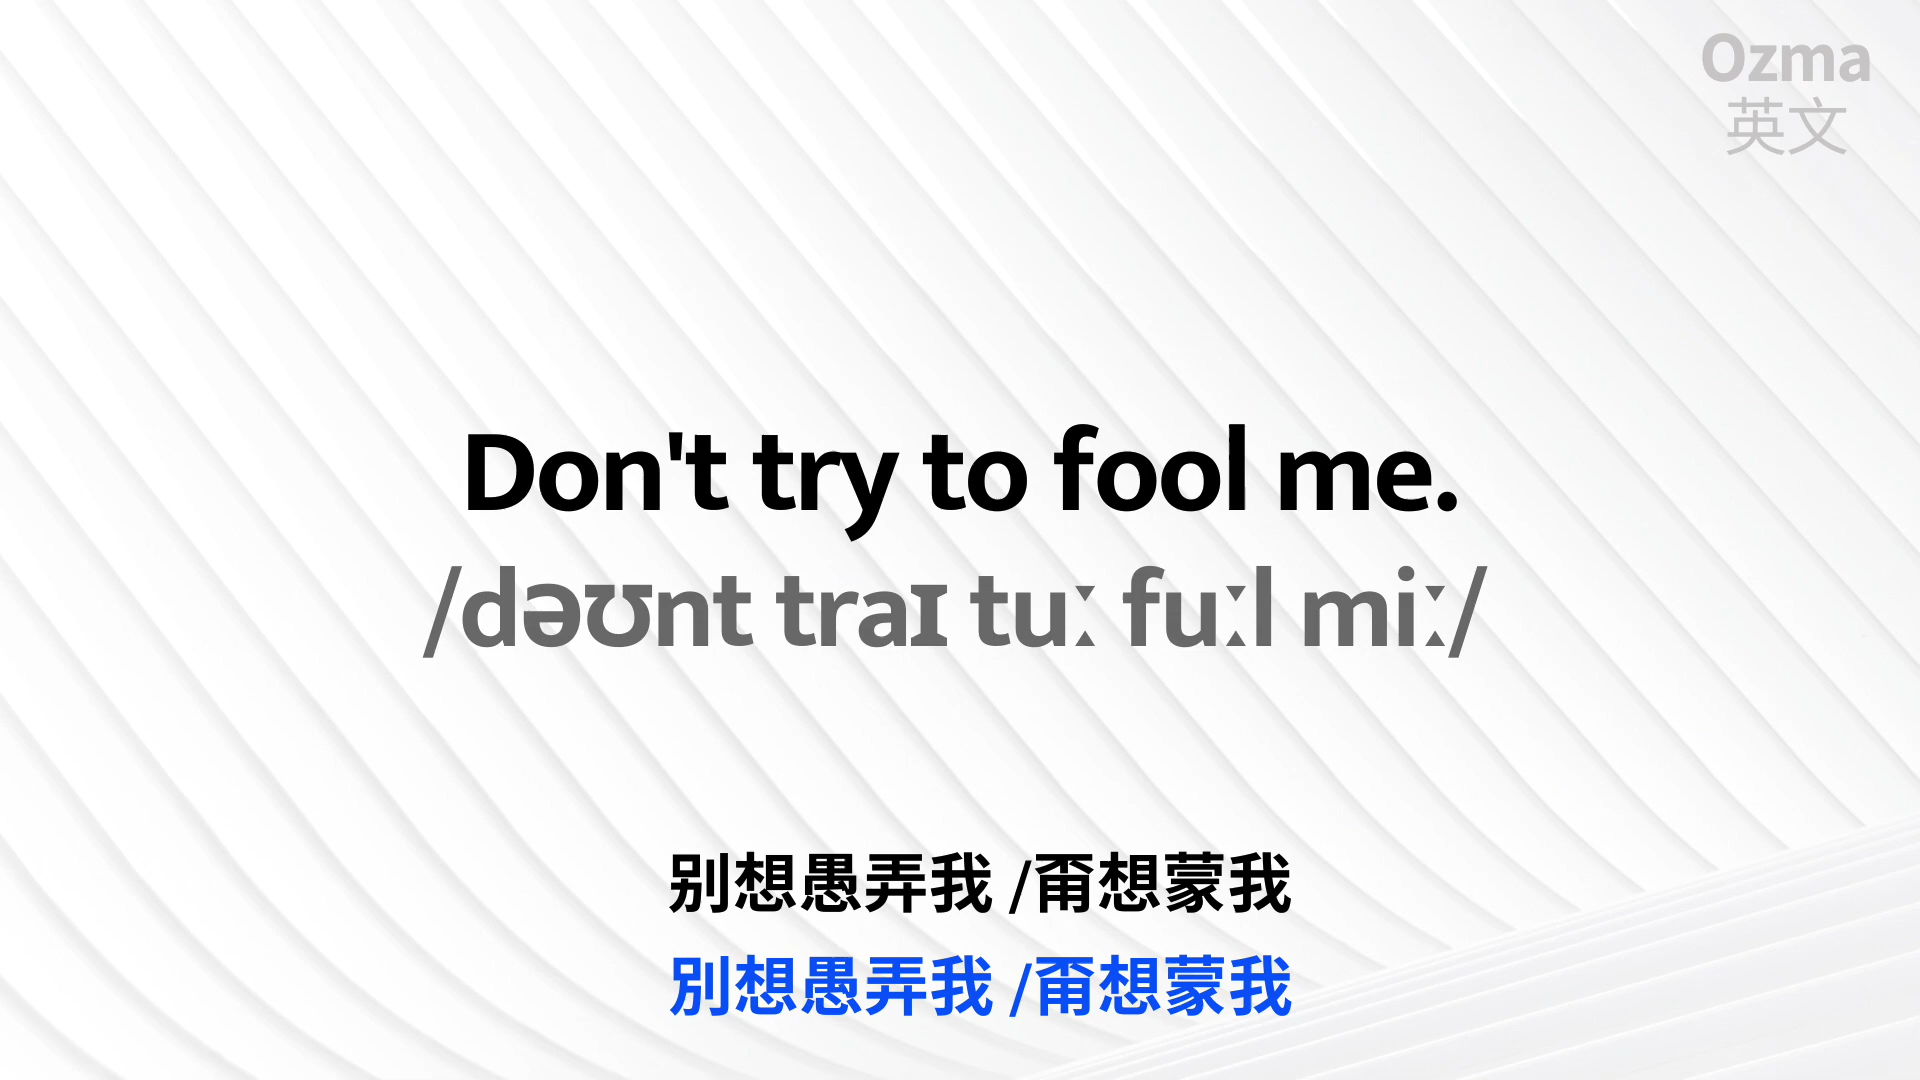 Ozma
英文
Don't try to fool me.
/dəʊnt traɪ tuː fuːl miː/
别想愚弄我 /甭想蒙我
別想愚弄我 /甭想蒙我